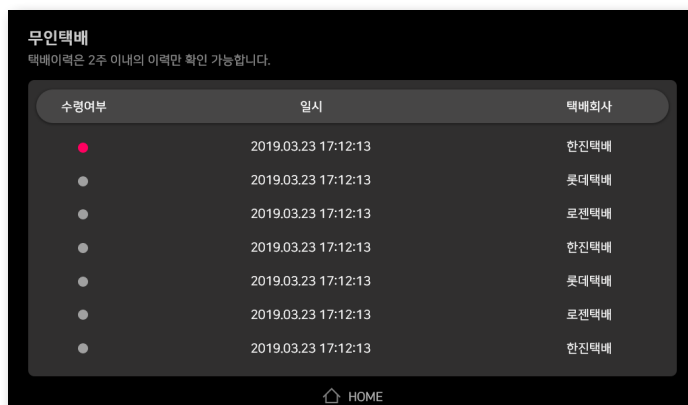 무인택배
택배이력은 2주 이내의 이력만 확인 가능합니다.
수령여부 일시 택배회사
2019.03.23 17:12:13 한진택배
2019.03.23 17:12:13 롯데택배
2019.03.23 17:12:13 로젠택배
2019.03.23 17:12:13 한진택배
2019.03.23 17:12:13 롯데택배
2019.03.23 17:12:13 로젠택배
2019.03.23 17:12:13 한진택배
HOME